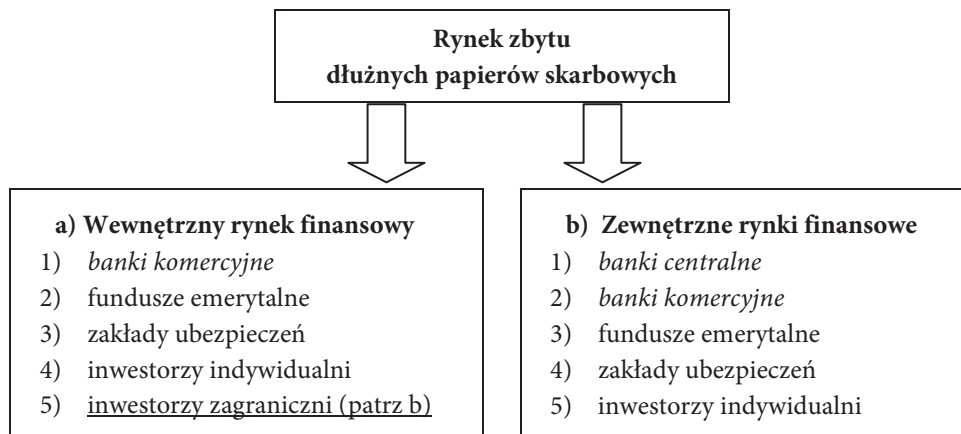 Rynek zbytu
dłużnych papierów skarbowych
a) Wewnętrzny rynek finansowy
1) banki komercyjne
2) fundusze emerytalne
3) zakłady ubezpieczeń
4) inwestorzy indywidualni
5) inwestorzy zagraniczni (patrz b)
b) Zewnętrzne rynki finansowe
1) banki centralne
2) banki komercyjne
3) fundusze emerytalne
4) zakłady ubezpieczeń
5) inwestorzy indywidualni